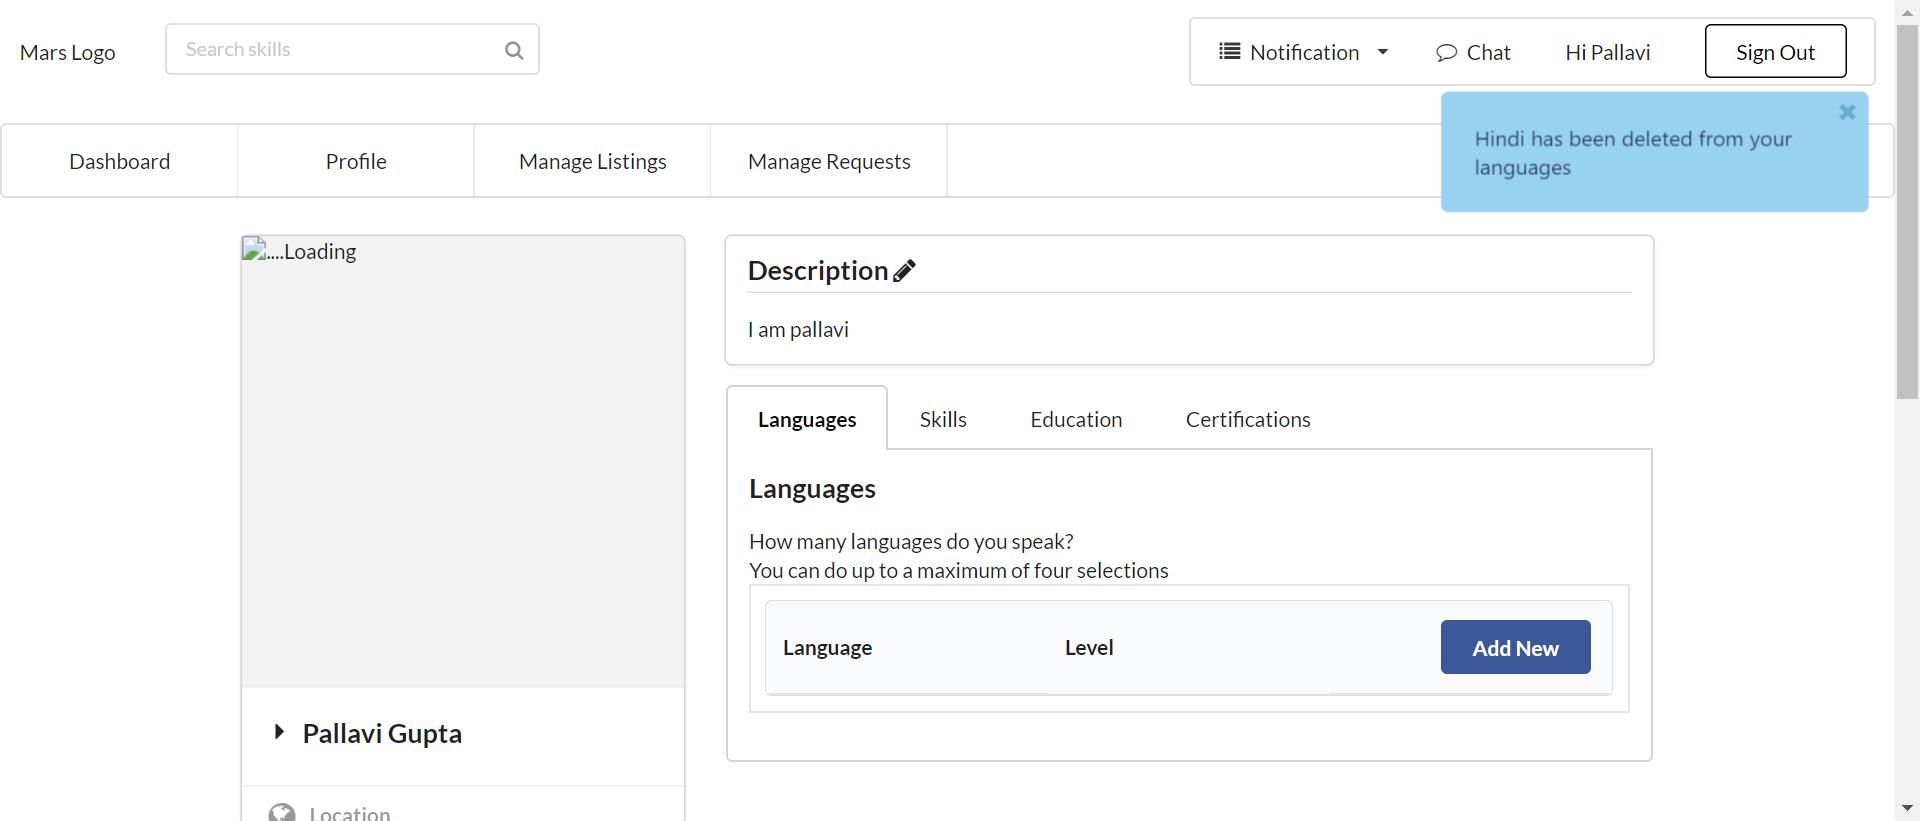 Mars Logo
Search skills
Notification
Chat
Hi Pallavi
Sign Out
Hindi has been deleted from your
languages
Dashboard
Profile
Manage Listings
Manage Requests
....Loading
Description
I am pallavi
Languages
Skills
Education
Certifications
Languages
How many languages do you speak?
You can do up to a maximum of four selections
Language
Level
Add New
Pallavi Gupta
Location